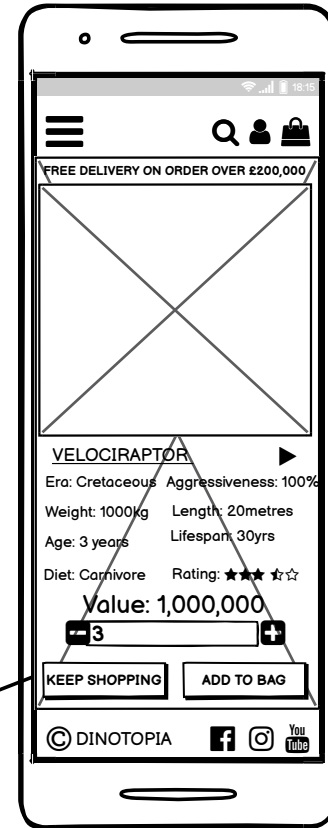 18:15
FREE DELIVERY ON ORDER OVER £200,000
VELOCIRAPTOR
Era: Cretaceous Aggressiveness: 100%
Weight: 1000kg Length: 20metres
Age: 3 years Lifespan: 30yrs
Diet: Carnivore Rating:
Value: 1,000,000
3
KEEP SHOPPING ADD TO BAG
© DINOTOPIA
You
Tube